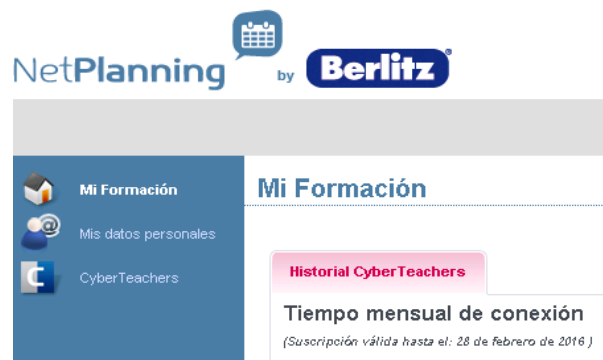 NetPlanning by Berlitz
Mi Formación
Mis datos personales
CyberTeachers
Mi Formación
Historial CyberTeachers
Tiempo mensual de conexión
(Suscripción válida hasta el: 28 de febrero de 2016 )